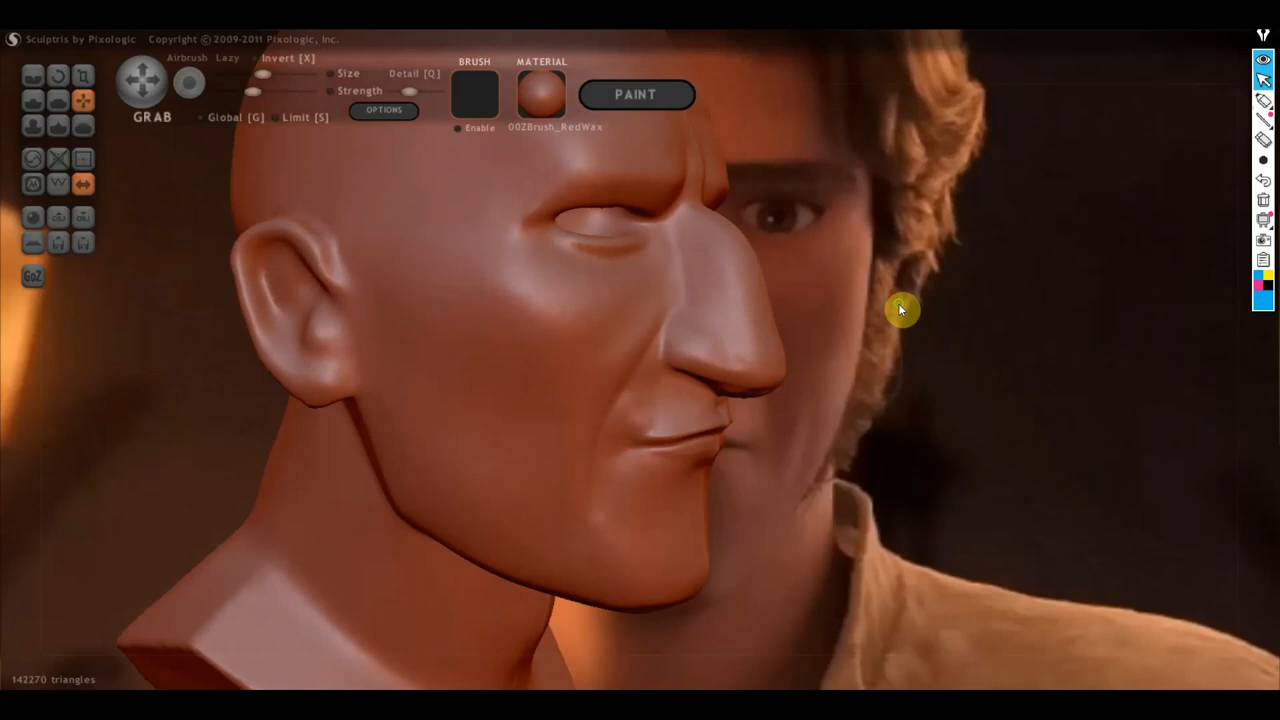 Sculptris by Pixologic Copyright © 2009-2011 Pixologic, Inc.
Airbrush Lazy Invert [X]
BRUSH MATERIAL
Size Detail [Q]
Strength
PAINT
OPTIONS
GRAB Global [G] Limit [S]
Enable 00ZBrush_RedWax
GoZ
142270 triangles